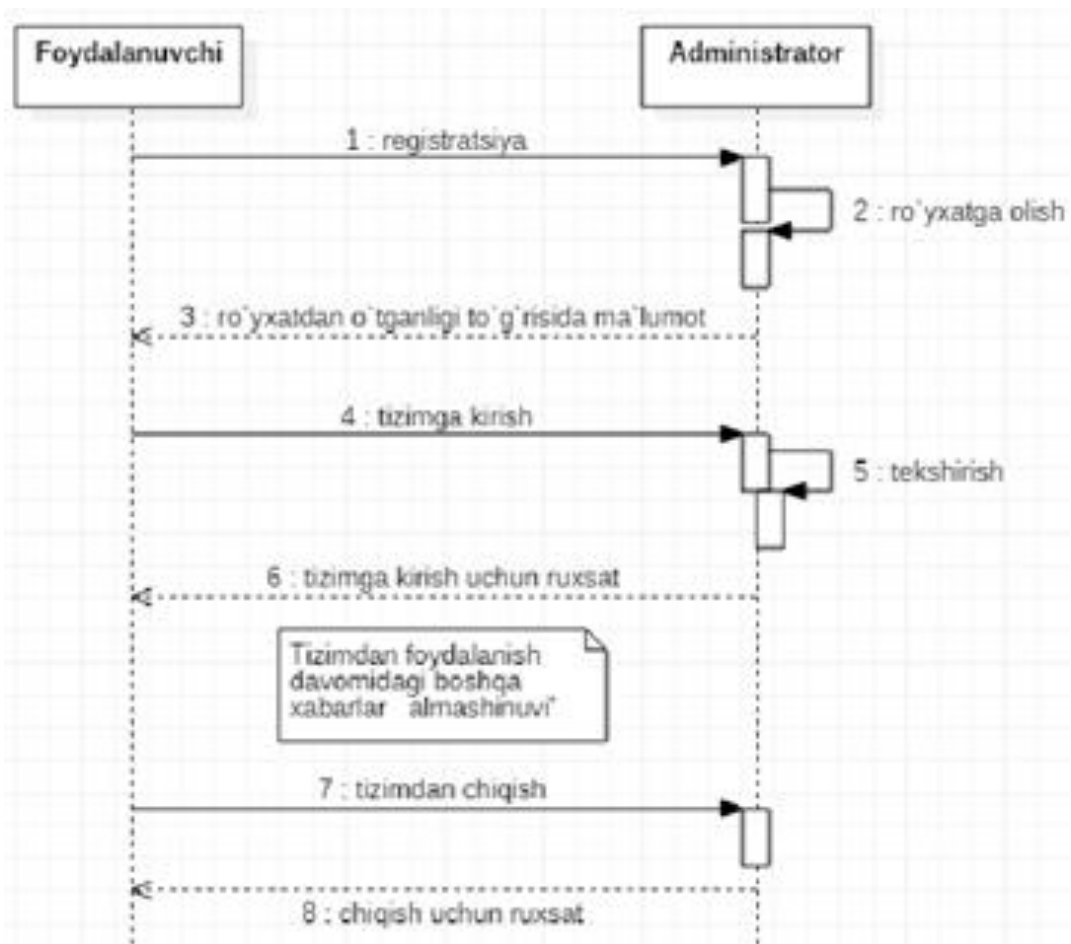 Foydalanuvchi
Administrator
1 : registratsiya
2 : ro`yxatga olish
3 : ro`yxatdan o`tganligi to`g`risida ma`lumot
4 : tizimga kirish
5 : tekshirish
6 : tizimga kirish uchun ruxsat
Tizimdan foydalanish
davomidagi boshqa
xabarlar almashinuvi"
7 : tizimdan chiqish
8 : chiqish uchun ruxsat